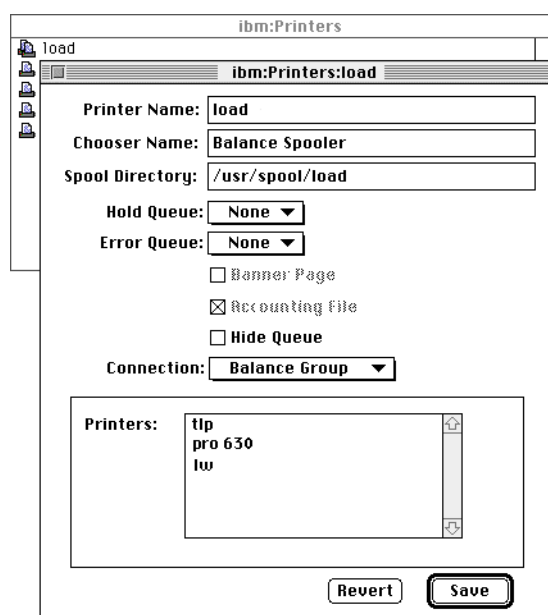 ibm:Printers
load
ibm:Printers:load
Printer Name: load
Chooser Name: Balance Spooler
Spool Directory: /usr/spool/load
Hold Queue: None
Error Queue: None
Banner Page
Accounting File
Hide Queue
Connection: Balance Group
Printers: tlp
pro 630
lw
Revert Save